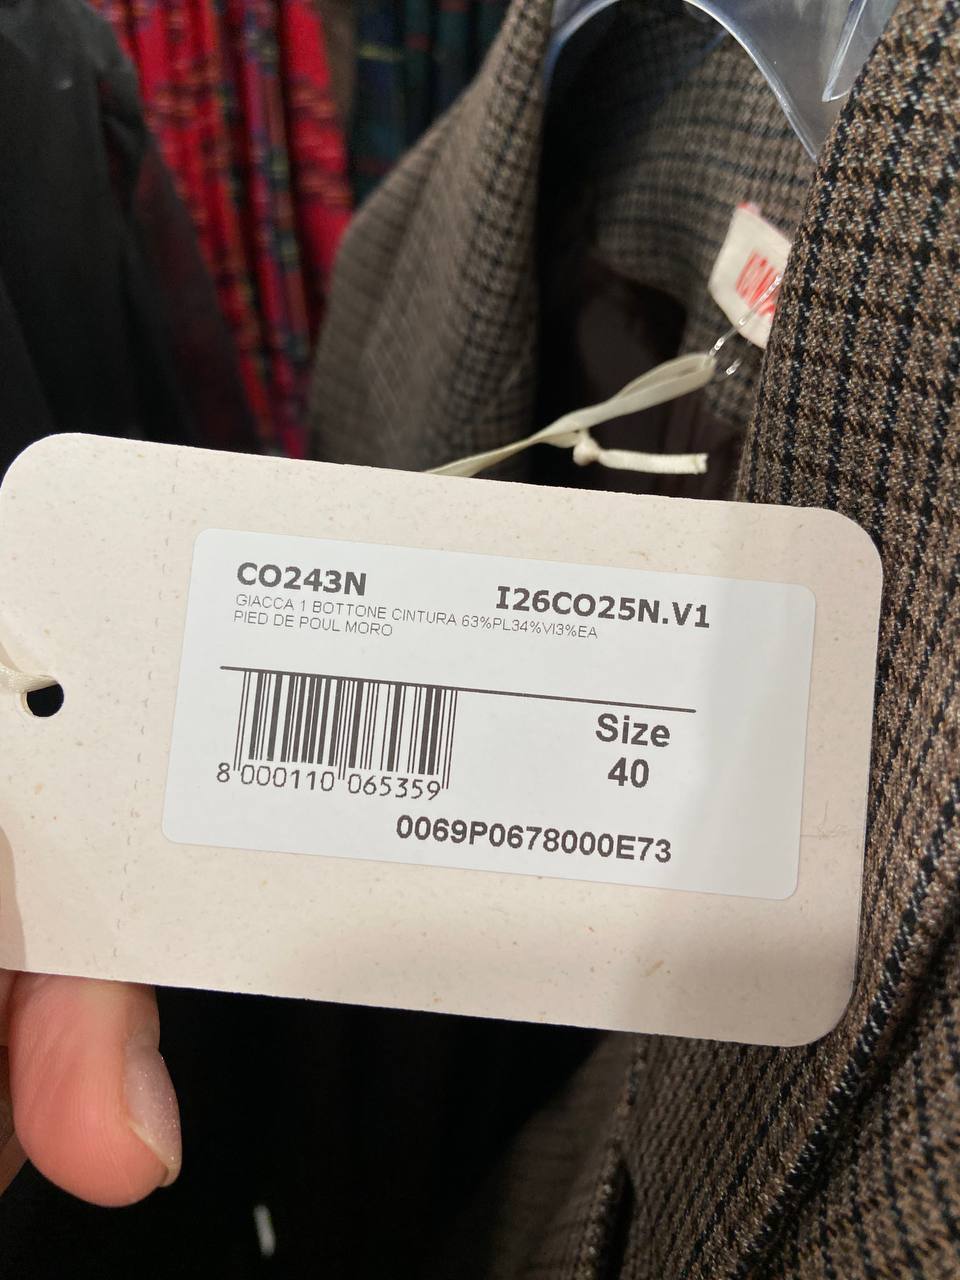 CO243N
I26CO25N.V1
GIACCA 1 BOTTONE CINTURA 63%PL34%VI3%EA
PIED DE POUL MORO
Size
40
8 000110 065359
0069P0678000E73